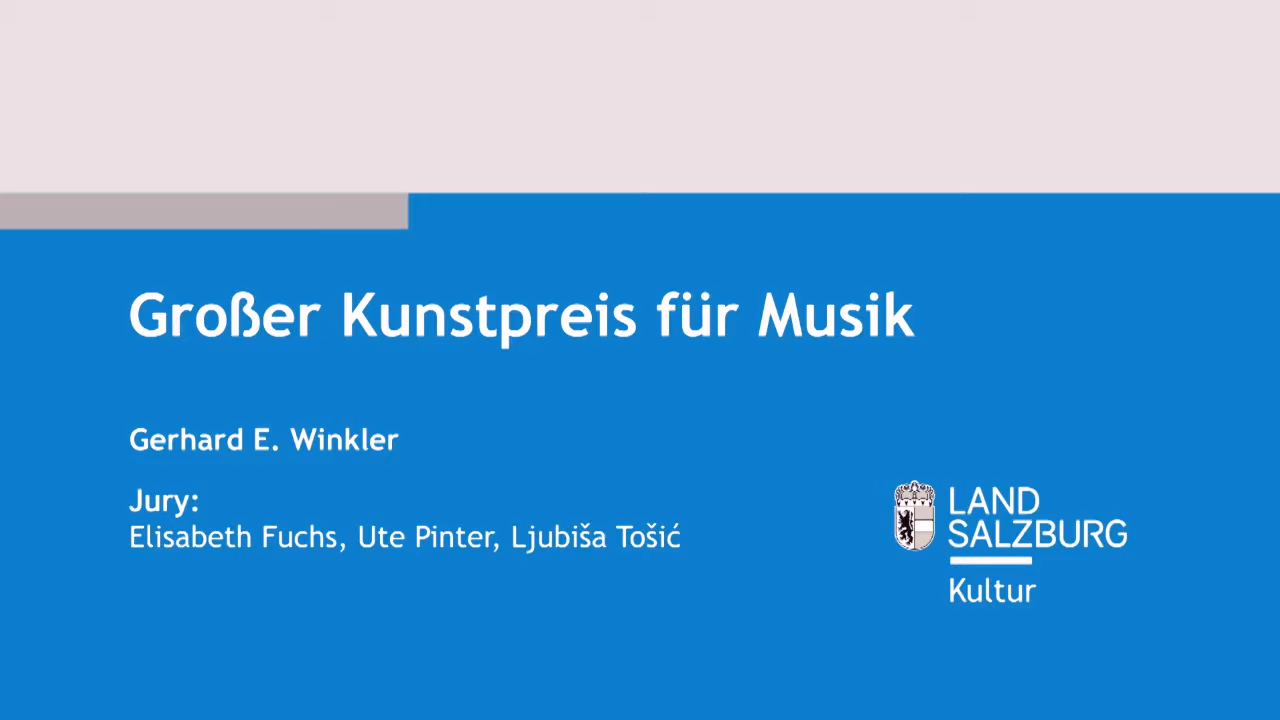 Großer Kunstpreis für Musik
Gerhard E. Winkler
Jury:
Elisabeth Fuchs, Ute Pinter, Ljubiša Tošić
LAND
SALZBURG
Kultur